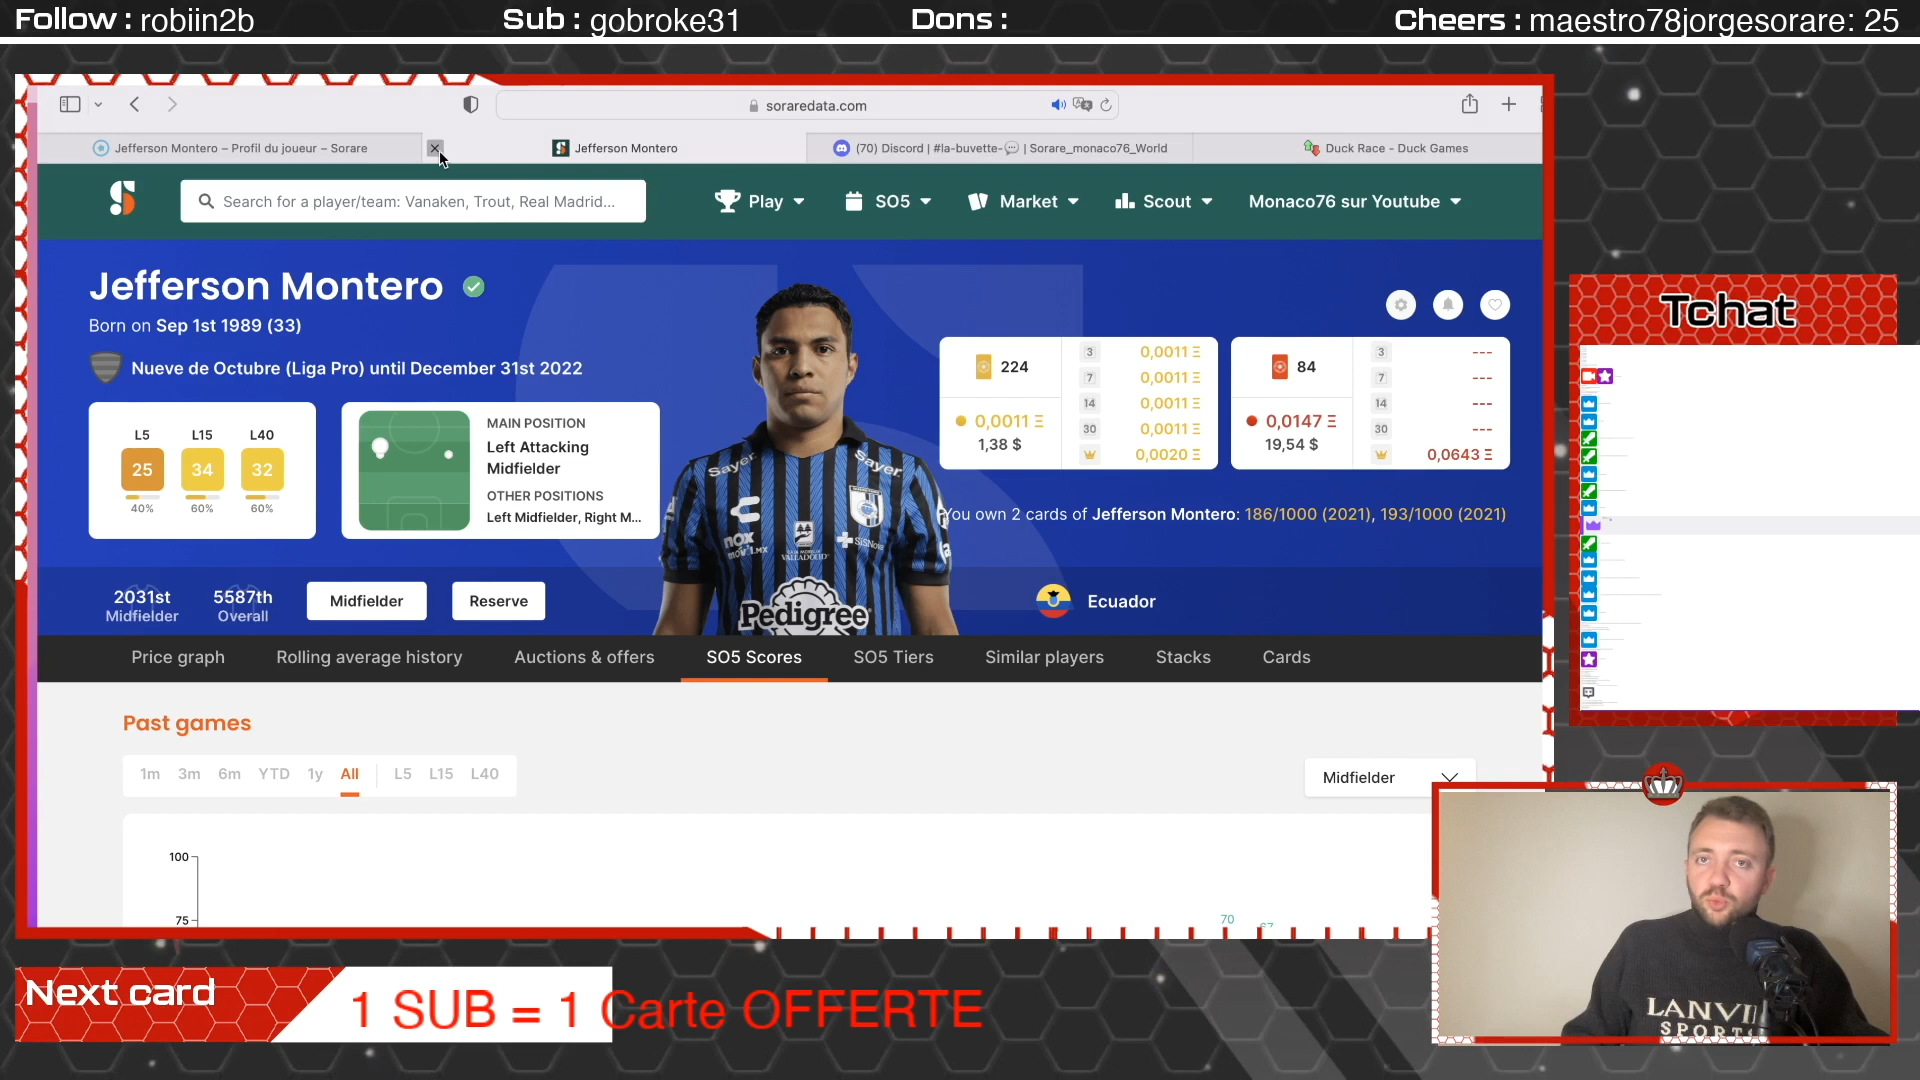 Follow : robiin2b
Sub : gobroke31
Dons :
Cheers : maestro78jorgesorare: 25
soraredata.com
Jefferson Montero – Profil du joueur – Sorare
Jefferson Montero
(70) Discord | #la-buvette-💬 | Sorare_monaco76_World
Duck Race - Duck Games
Search for a player/team: Vanaken, Trout, Real Madrid...
Play
SO5
Market
Scout
Monaco76 sur Youtube
Jefferson Montero
Born on Sep 1st 1989 (33)
Nueve de Octubre (Liga Pro) until December 31st 2022
L5 L15 L40
25 34 32
40% 60% 60%
MAIN POSITION
Left Attacking
Midfielder
OTHER POSITIONS
Left Midfielder, Right M...
Sayer Sayer
nox
SiSNova
Pedigree
224
0,0011 Ξ
1,38 $
3 0,0011 Ξ
7 0,0011 Ξ
14 0,0011 Ξ
30 0,0011 Ξ
0,0020 Ξ
84
0,0147 Ξ
19,54 $
3 ---
7 ---
14 ---
30 ---
0,0643 Ξ
You own 2 cards of Jefferson Montero: 186/1000 (2021), 193/1000 (2021)
2031st
Midfielder
5587th
Overall
Midfielder
Reserve
Ecuador
Price graph
Rolling average history
Auctions & offers
SO5 Scores
SO5 Tiers
Similar players
Stacks
Cards
Past games
1m 3m 6m YTD 1y All L5 L15 L40
Midfielder
100
75
70
67
Tchat
Next card
1 SUB = 1 Carte OFFERTE
LANVI
SPORTS